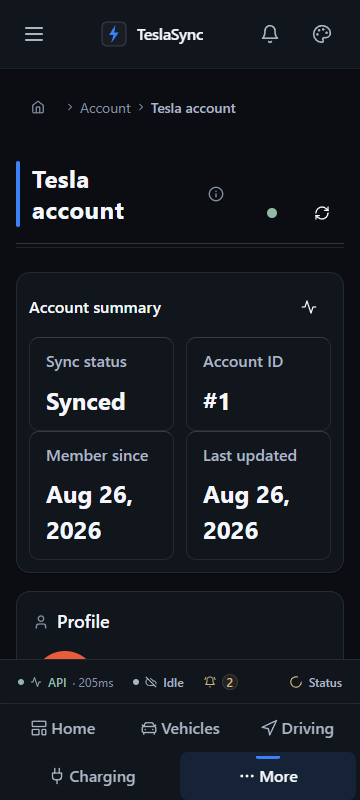 TeslaSync
Account
Tesla account
Tesla
account
Account summary
Sync status
Account ID
Synced
#1
Member since
Last updated
Aug 26,
2026
Aug 26,
2026
Profile
API · 205ms
Idle
2
Status
Home
Vehicles
Driving
Charging
More